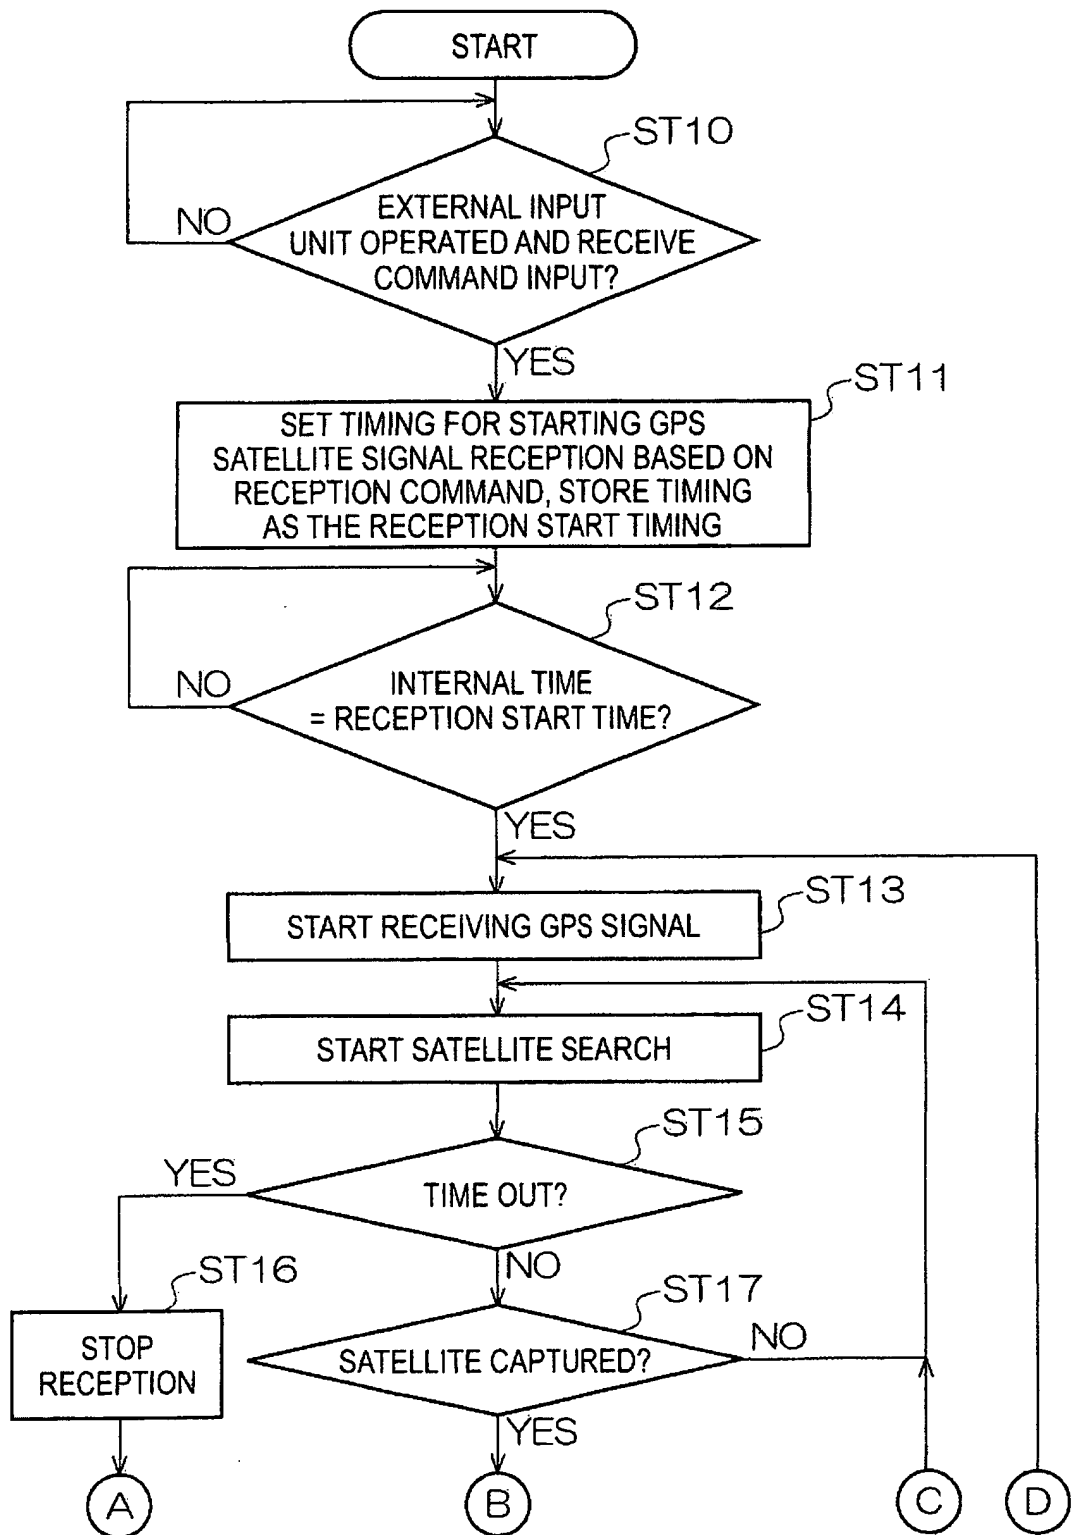 START
ST10
NO
EXTERNAL INPUT
UNIT OPERATED AND RECEIVE
COMMAND INPUT?
YES
ST11
SET TIMING FOR STARTING GPS
SATELLITE SIGNAL RECEPTION BASED ON
RECEPTION COMMAND, STORE TIMING
AS THE RECEPTION START TIMING
ST12
NO
INTERNAL TIME
= RECEPTION START TIME?
YES
ST13
START RECEIVING GPS SIGNAL
ST14
START SATELLITE SEARCH
ST15
YES
TIME OUT?
NO
ST16
STOP
RECEPTION
ST17
SATELLITE CAPTURED?
NO
YES
A
B
C
D